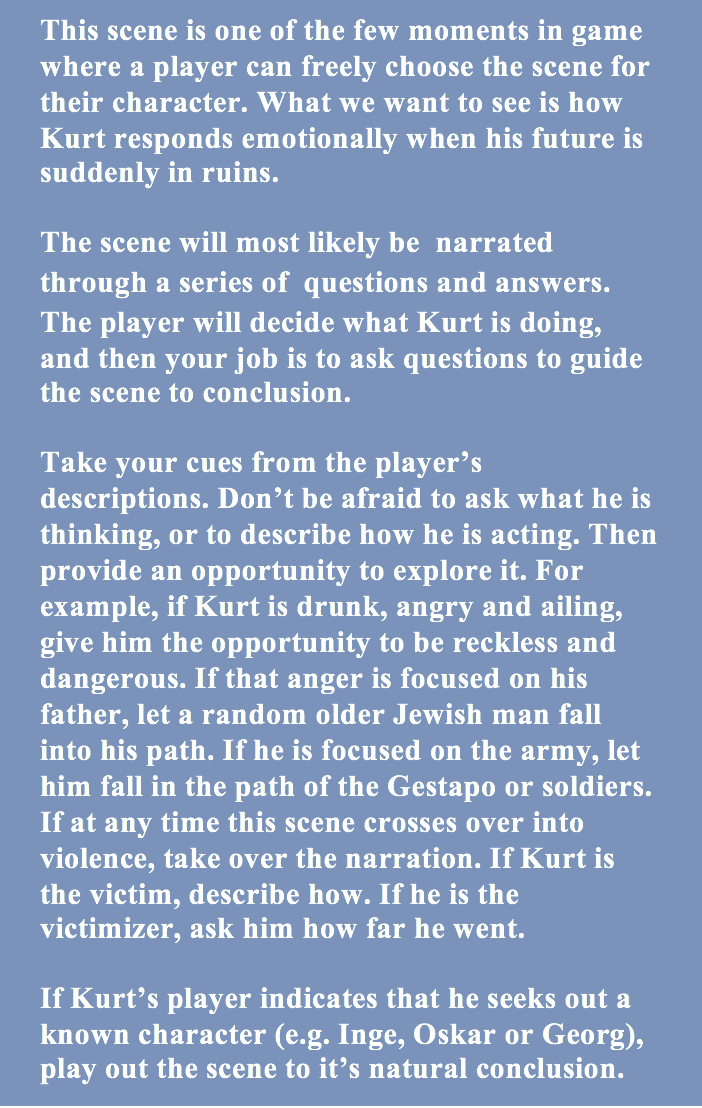 This scene is one of the few moments in game
where a player can freely choose the scene for
their character. What we want to see is how
Kurt responds emotionally when his future is
suddenly in ruins.
The scene will most likely be  narrated
through a series of  questions and answers.
The player will decide what Kurt is doing,
and then your job is to ask questions to guide
the scene to conclusion.
Take your cues from the player’s
descriptions. Don’t be afraid to ask what he is
thinking, or to describe how he is acting. Then
provide an opportunity to explore it. For
example, if Kurt is drunk, angry and ailing,
give him the opportunity to be reckless and
dangerous. If that anger is focused on his
father, let a random older Jewish man fall
into his path. If he is focused on the army, let
him fall in the path of the Gestapo or soldiers.
If at any time this scene crosses over into
violence, take over the narration. If Kurt is
the victim, describe how. If he is the
victimizer, ask him how far he went.
If Kurt’s player indicates that he seeks out a
known character (e.g. Inge, Oskar or Georg),
play out the scene to it’s natural conclusion.